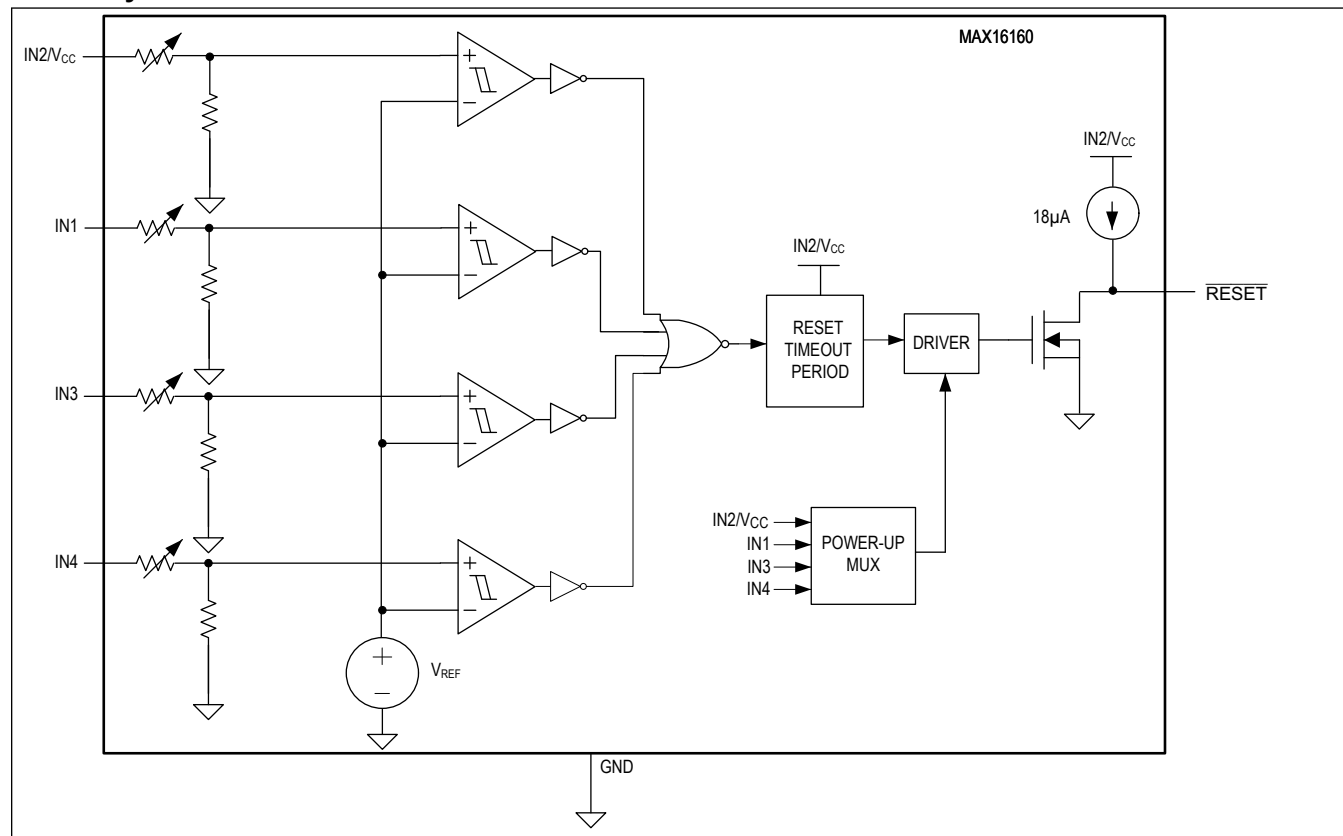 MAX16160
IN2/VCC
+
−
IN2/VCC
18µA
IN1
+
−
IN2/VCC
RESET
RESET
TIMEOUT
PERIOD
DRIVER
IN3
+
−
IN2/VCC
IN1
IN3
IN4
POWER-UP
MUX
IN4
+
−
+
−
VREF
GND